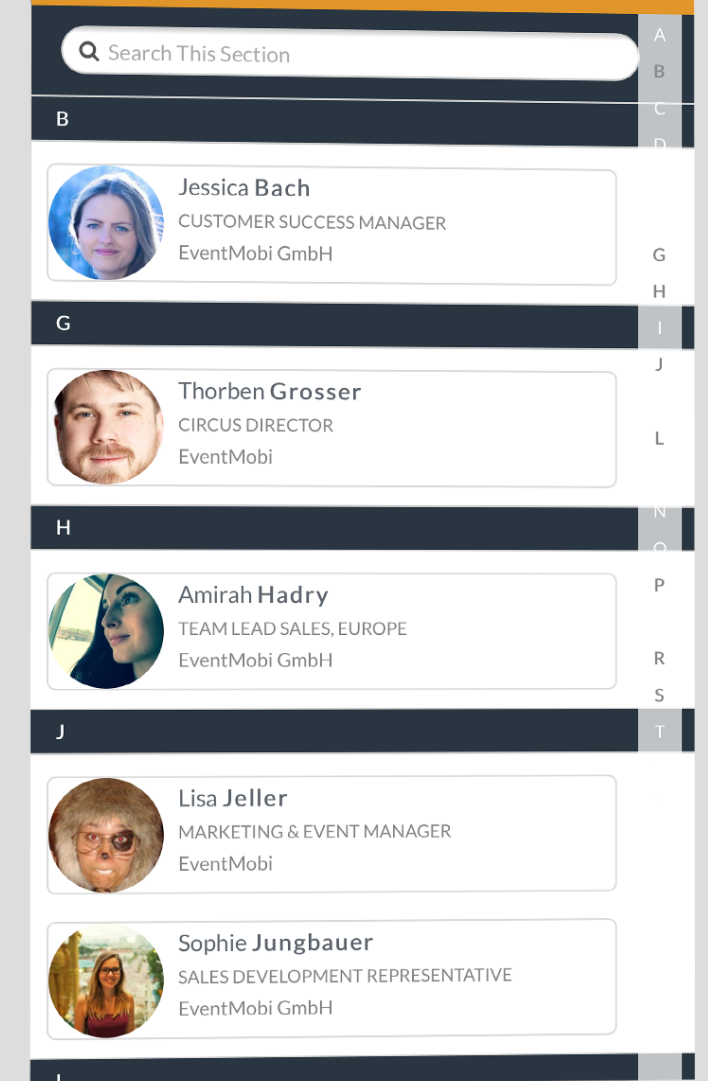 Search This Section
B
Jessica Bach
CUSTOMER SUCCESS MANAGER
EventMobi GmbH
G
Thorben Grosser
CIRCUS DIRECTOR
EventMobi
H
Amirah Hadry
TEAM LEAD SALES, EUROPE
EventMobi GmbH
J
Lisa Jeller
MARKETING & EVENT MANAGER
EventMobi
Sophie Jungbauer
SALES DEVELOPMENT REPRESENTATIVE
EventMobi GmbH
A
B
C
D
G
H
I
J
L
N
O
P
R
S
T